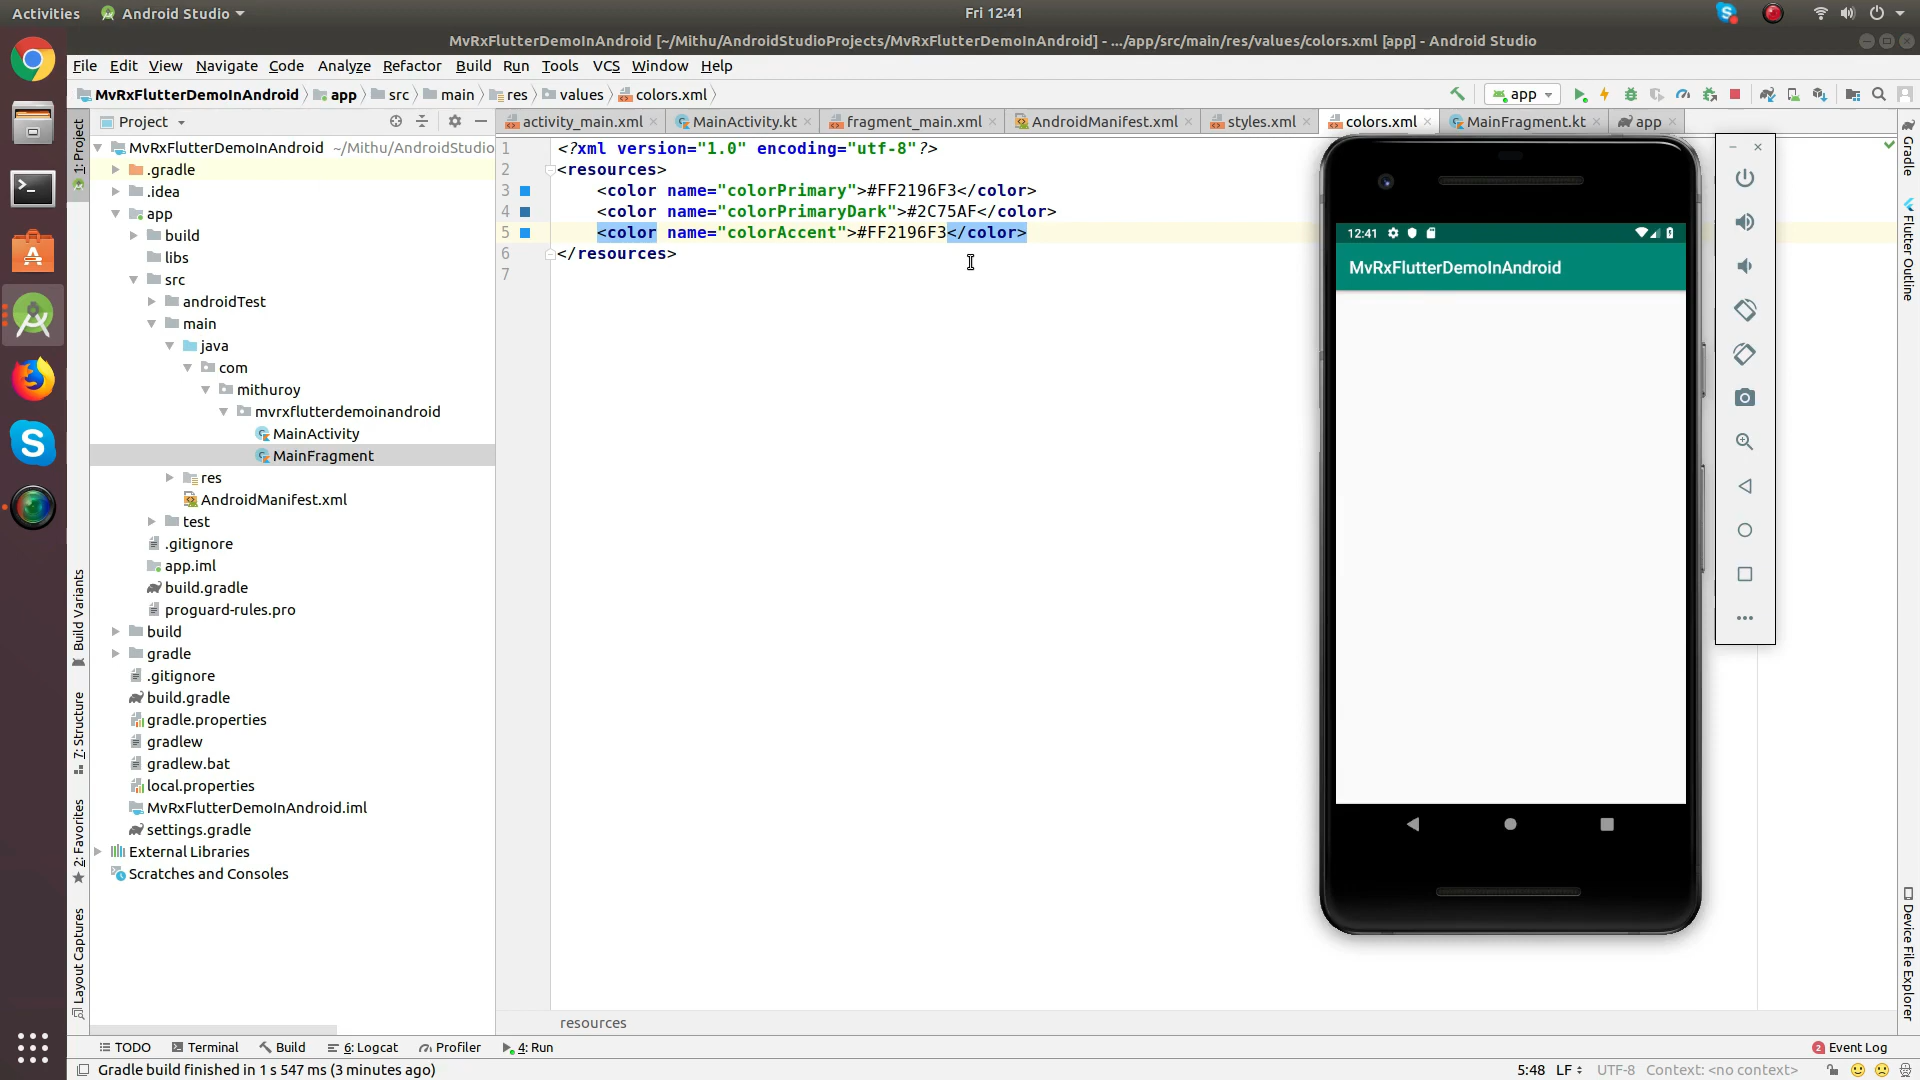 Activities
Android Studio
Fri 12:41
MvRxFlutterDemoInAndroid [~/Mithu/AndroidStudioProjects/MvRxFlutterDemoInAndroid] - .../app/src/main/res/values/colors.xml [app] - Android Studio
File Edit View Navigate Code Analyze Refactor Build Run Tools VCS Window Help
MvRxFlutterDemoInAndroid app src main res values colors.xml
app
Project
activity_main.xml MainActivity.kt fragment_main.xml AndroidManifest.xml styles.xml colors.xml MainFragment.kt app
1: Project
Build Variants
7: Structure
2: Favorites
Layout Captures
MvRxFlutterDemoInAndroid ~/Mithu/AndroidStudio
.gradle
.idea
app
build
libs
src
androidTest
main
java
com
mithuroy
mvrxflutterdemoinandroid
MainActivity
MainFragment
res
AndroidManifest.xml
test
.gitignore
app.iml
build.gradle
proguard-rules.pro
build
gradle
.gitignore
build.gradle
gradle.properties
gradlew
gradlew.bat
local.properties
MvRxFlutterDemoInAndroid.iml
settings.gradle
External Libraries
Scratches and Consoles
1 <?xml version="1.0" encoding="utf-8"?>
2 <resources>
3 <color name="colorPrimary">#FF2196F3</color>
4 <color name="colorPrimaryDark">#2C75AF</color>
5 <color name="colorAccent">#FF2196F3</color>
6 </resources>
7
12:41
MvRxFlutterDemoInAndroid
Gradle
Flutter Outline
Device File Explorer
resources
TODO Terminal Build 6: Logcat Profiler 4: Run
2 Event Log
Gradle build finished in 1 s 547 ms (3 minutes ago)
5:48 LF UTF-8 Context: <no context>